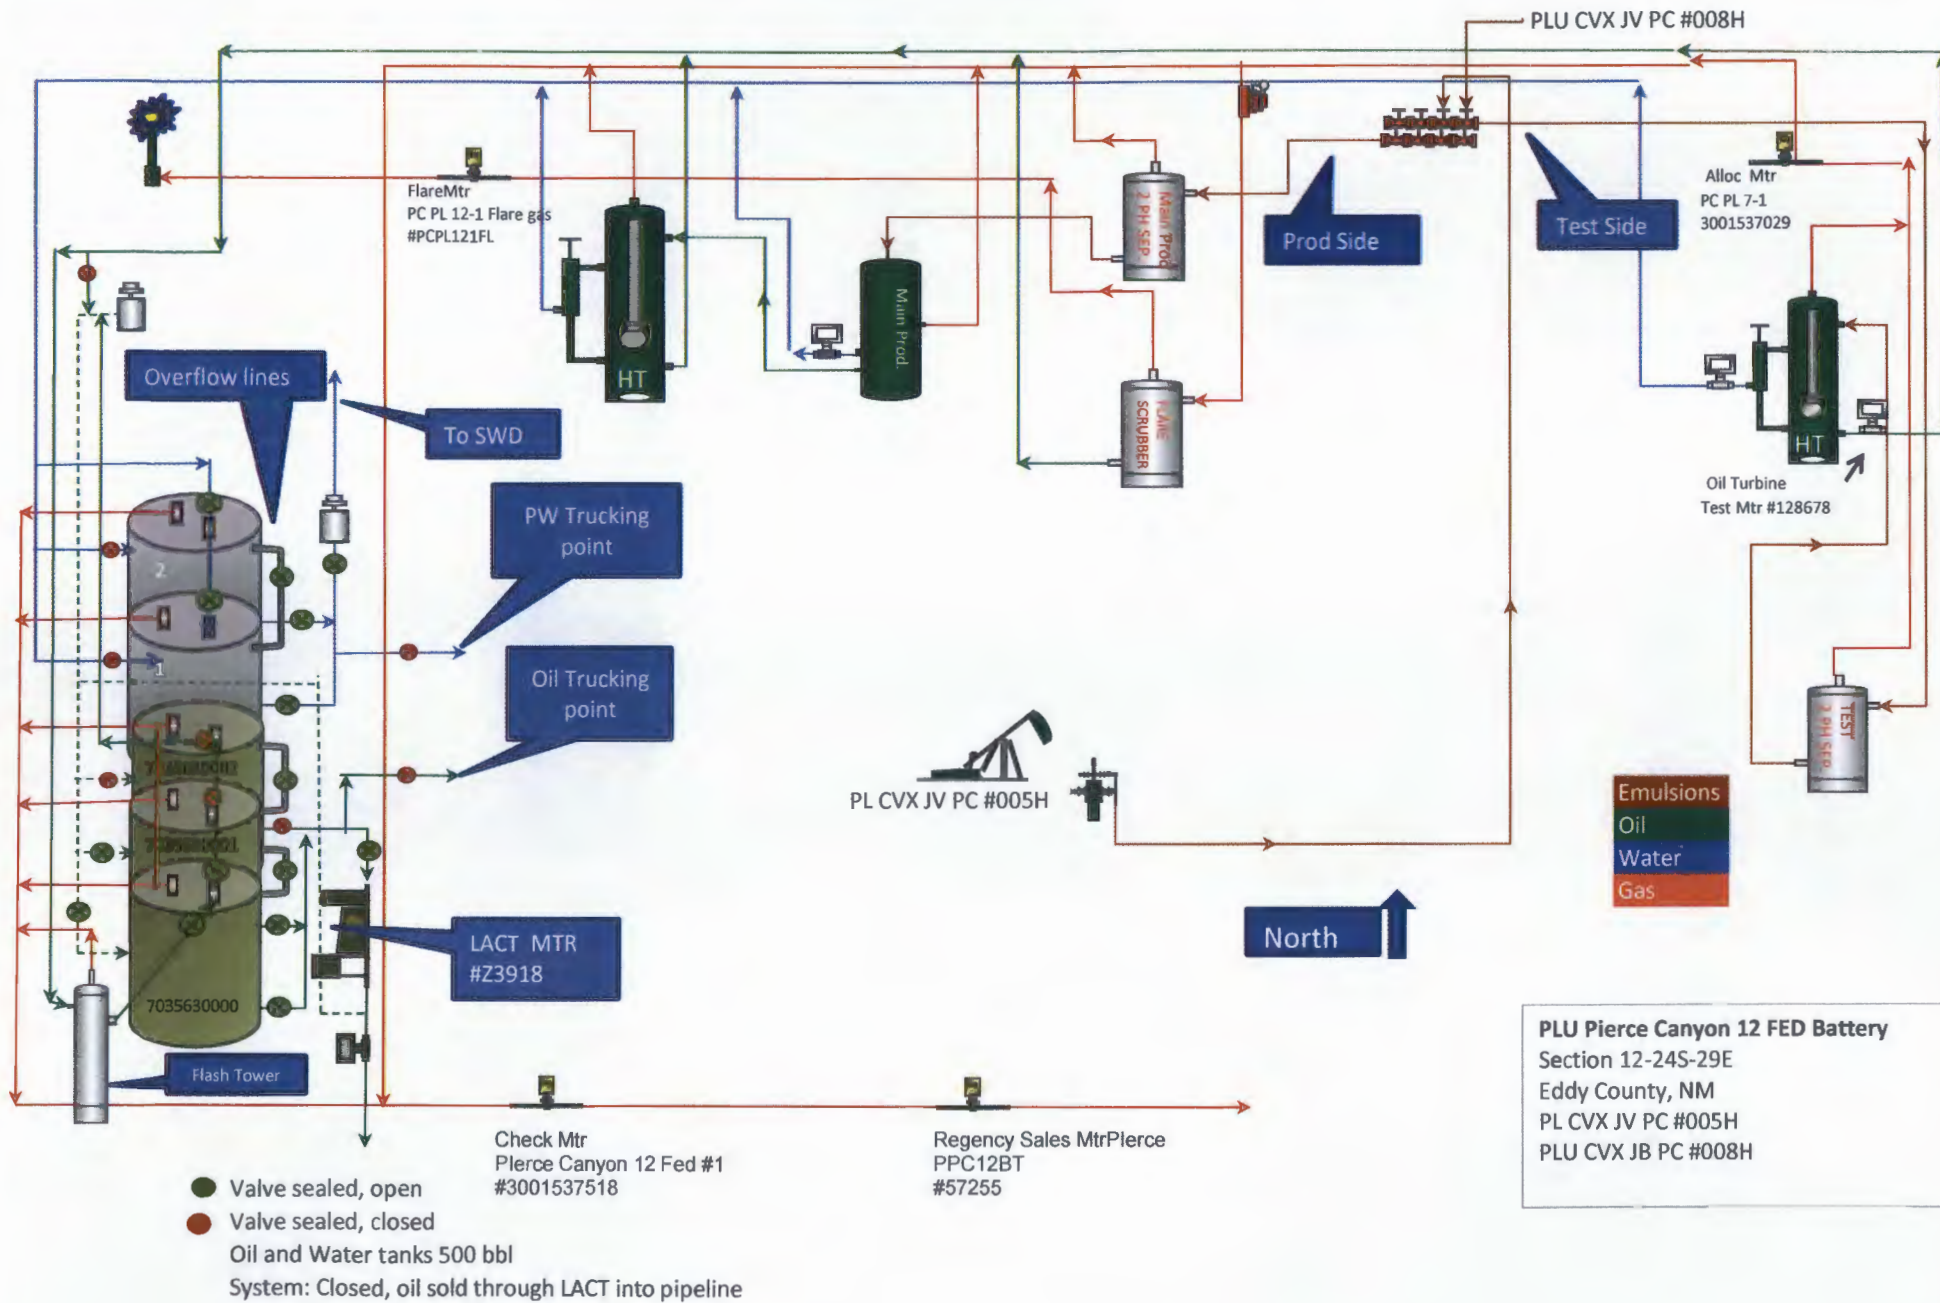 PLU CVX JV PC #008H
FlareMtr
PC PL 12-1 Flare gas
#PCPL121FL
Main Prod
2 PH SEP
Prod Side
Test Side
Alloc Mtr
PC PL 7-1
3001537029
Overflow lines
HT
Main Prod.
FLARE
SCRUBBER
HT
To SWD
Oil Turbine
Test Mtr #128678
PW Trucking
point
2
1
Oil Trucking
point
TEST
2 PH SEP
PL CVX JV PC #005H
Emulsions
Oil
Water
Gas
LACT MTR
#Z3918
North
7035630000
Flash Tower
PLU Pierce Canyon 12 FED Battery
Section 12-24S-29E
Eddy County, NM
PL CVX JV PC #005H
PLU CVX JB PC #008H
Check Mtr
PIerce Canyon 12 Fed #1
#3001537518
Regency Sales MtrPIerce
PPC12BT
#57255
Valve sealed, open
Valve sealed, closed
Oil and Water tanks 500 bbl
System: Closed, oil sold through LACT into pipeline